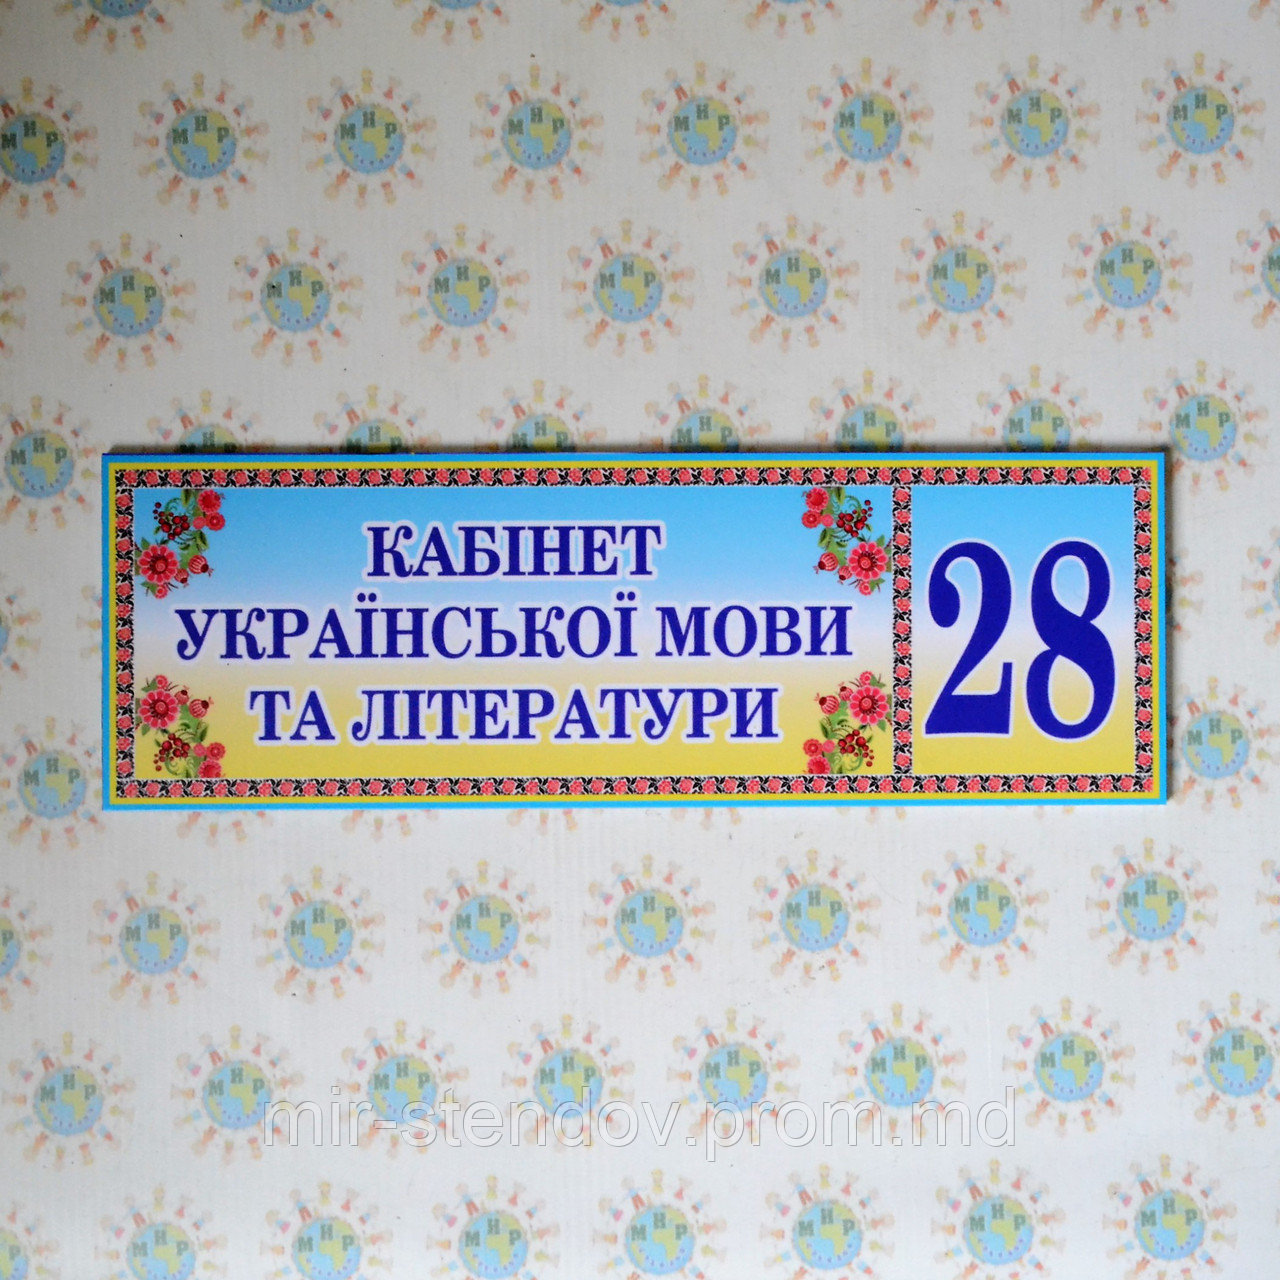 КАБІНЕТ
УКРАЇНСЬКОЇ МОВИ
ТА ЛІТЕРАТУРИ
28
mir-stendov.prom.md